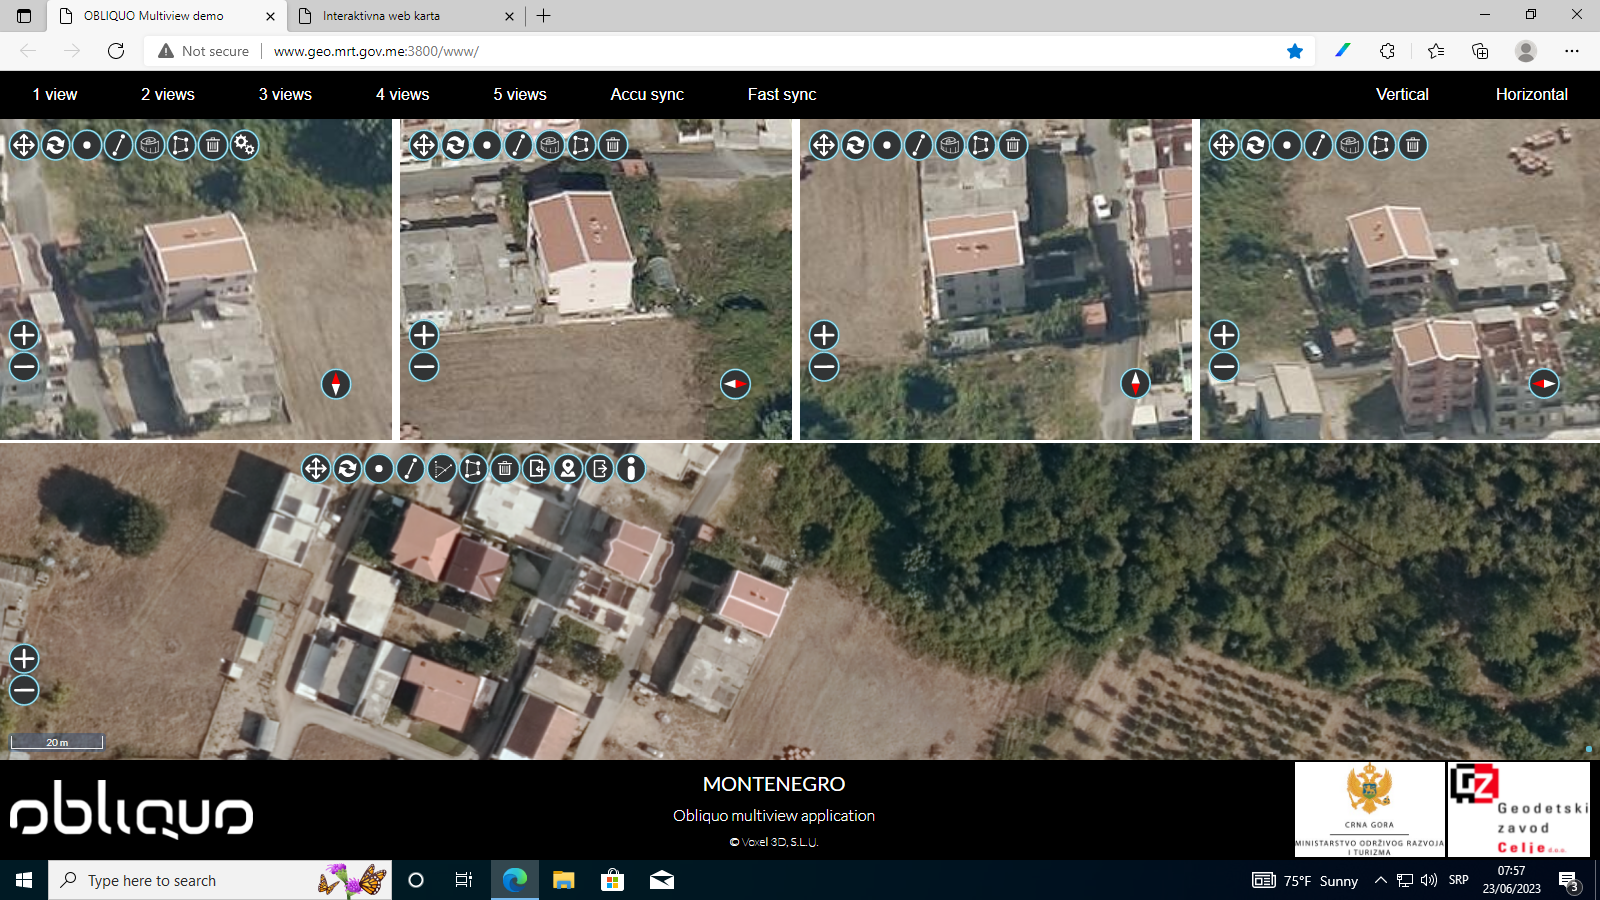 OBLIQUO Multiview demo
Interaktivna web karta
Not secure
www.geo.mrt.gov.me:3800/www/
1 view
2 views
3 views
4 views
5 views
Accu sync
Fast sync
Vertical
Horizontal
20 m
obliquo
MONTENEGRO
Obliquo multiview application
© Voxel 3D, S.L.U.
CRNA GORA
MINISTARSTVO ODRŽIVOG RAZVOJA
I TURIZMA
GZ
Geodetski
zavod
Celje d.o.o.
Type here to search
75°F Sunny
SRP
07:57
23/06/2023
3